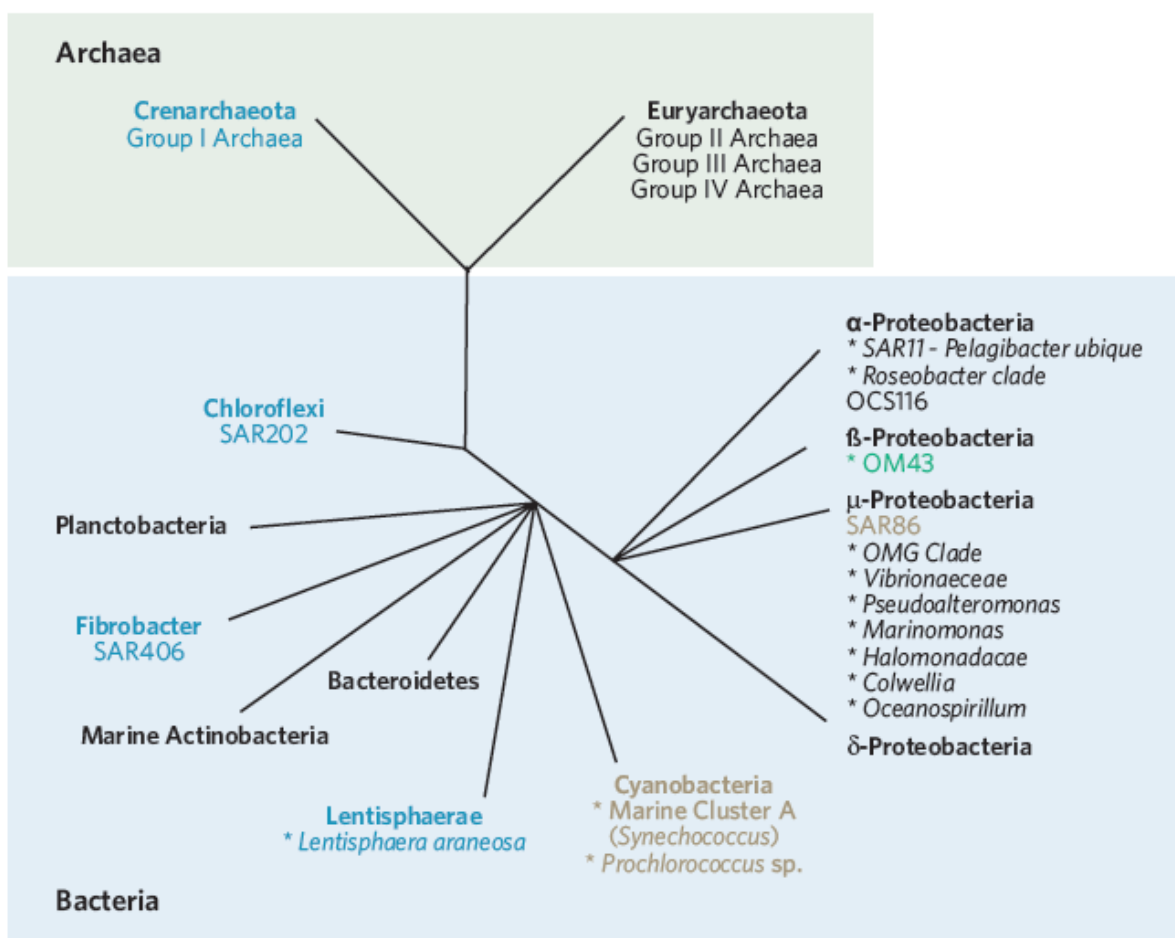 Archaea
Crenarchaeota
Group I Archaea
Euryarchaeota
Group II Archaea
Group III Archaea
Group IV Archaea
α-Proteobacteria
* SAR11 - Pelagibacter ubique
* Roseobacter clade
OCS116
ß-Proteobacteria
* OM43
μ-Proteobacteria
SAR86
* OMG Clade
* Vibrionaeceae
* Pseudoalteromonas
* Marinomonas
* Halomonadacae
* Colwellia
* Oceanospirillum
δ-Proteobacteria
Chloroflexi
SAR202
Planctobacteria
Fibrobacter
SAR406
Bacteroidetes
Marine Actinobacteria
Lentisphaerae
* Lentisphaera araneosa
Cyanobacteria
* Marine Cluster A
(Synechococcus)
* Prochlorococcus sp.
Bacteria